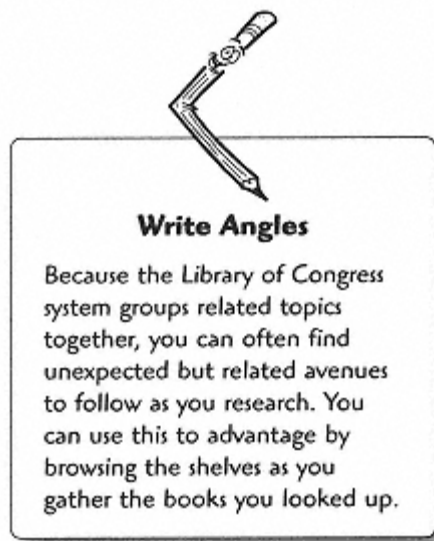 Write Angles
Because the Library of Congress
system groups related topics
together, you can often find
unexpected but related avenues
to follow as you research. You
can use this to advantage by
browsing the shelves as you
gather the books you looked up.